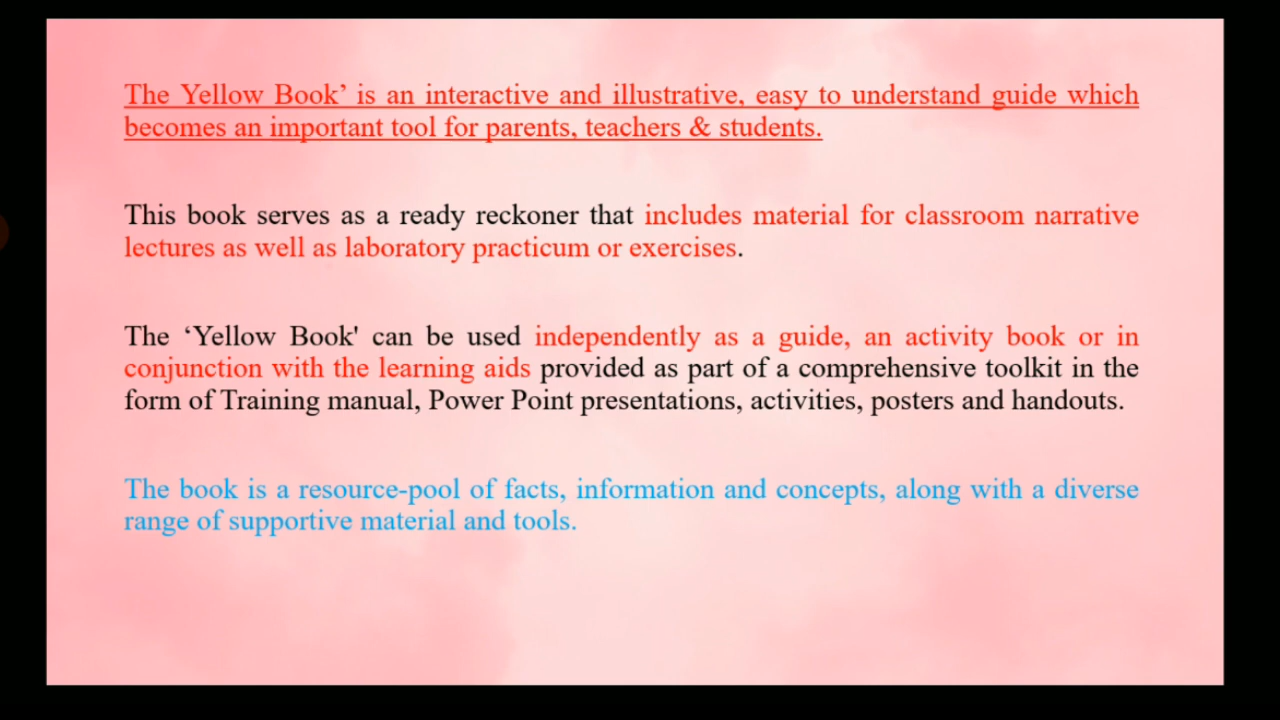 The Yellow Book’ is an interactive and illustrative, easy to understand guide which
becomes an important tool for parents, teachers & students.
This book serves as a ready reckoner that includes material for classroom narrative
lectures as well as laboratory practicum or exercises.
The ‘Yellow Book' can be used independently as a guide, an activity book or in
conjunction with the learning aids provided as part of a comprehensive toolkit in the
form of Training manual, Power Point presentations, activities, posters and handouts.
The book is a resource-pool of facts, information and concepts, along with a diverse
range of supportive material and tools.